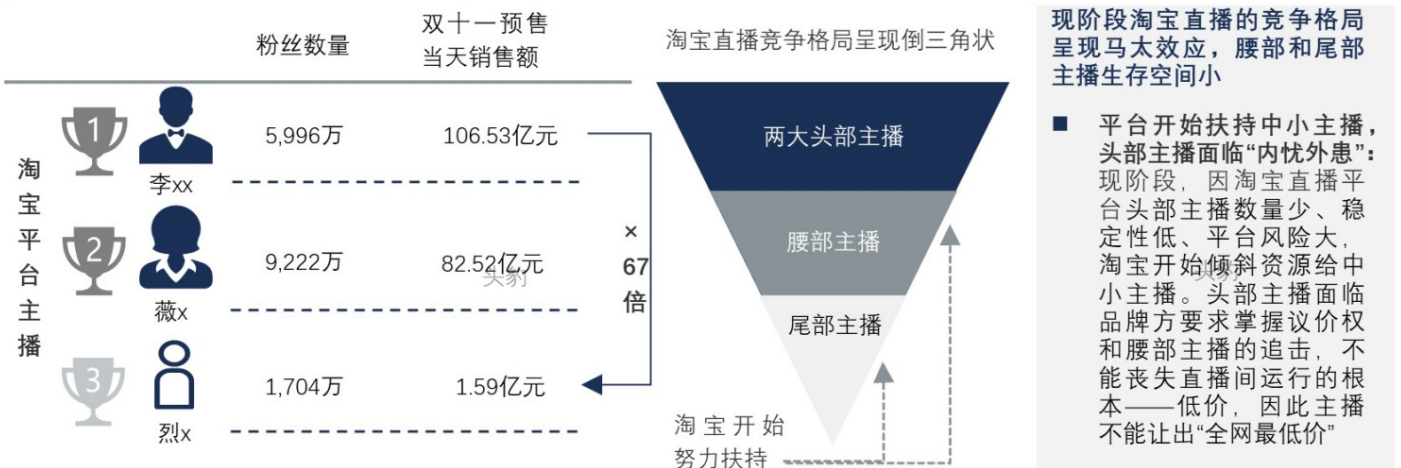 粉丝数量
双十一预售
当天销售额
淘宝平台主播
1
李xx
5,996万
106.53亿元
2
薇x
9,222万
82.52亿元
头豹
3
烈x
1,704万
1.59亿元
×
67
倍
淘宝直播竞争格局呈现倒三角状
两大头部主播
腰部主播
尾部主播
淘宝开始
努力扶持
现阶段淘宝直播的竞争格局
呈现马太效应，腰部和尾部
主播生存空间小
■ 平台开始扶持中小主播，
头部主播面临“内忧外患”：
现阶段，因淘宝直播平
台头部主播数量少、稳
定性低、平台风险大，
淘宝开始倾斜资源给中
小主播。头部主播面临
品牌方要求掌握议价权
和腰部主播的追击，不
能丧失直播间运行的根
本——低价，因此主播
不能让出“全网最低价”
头豹